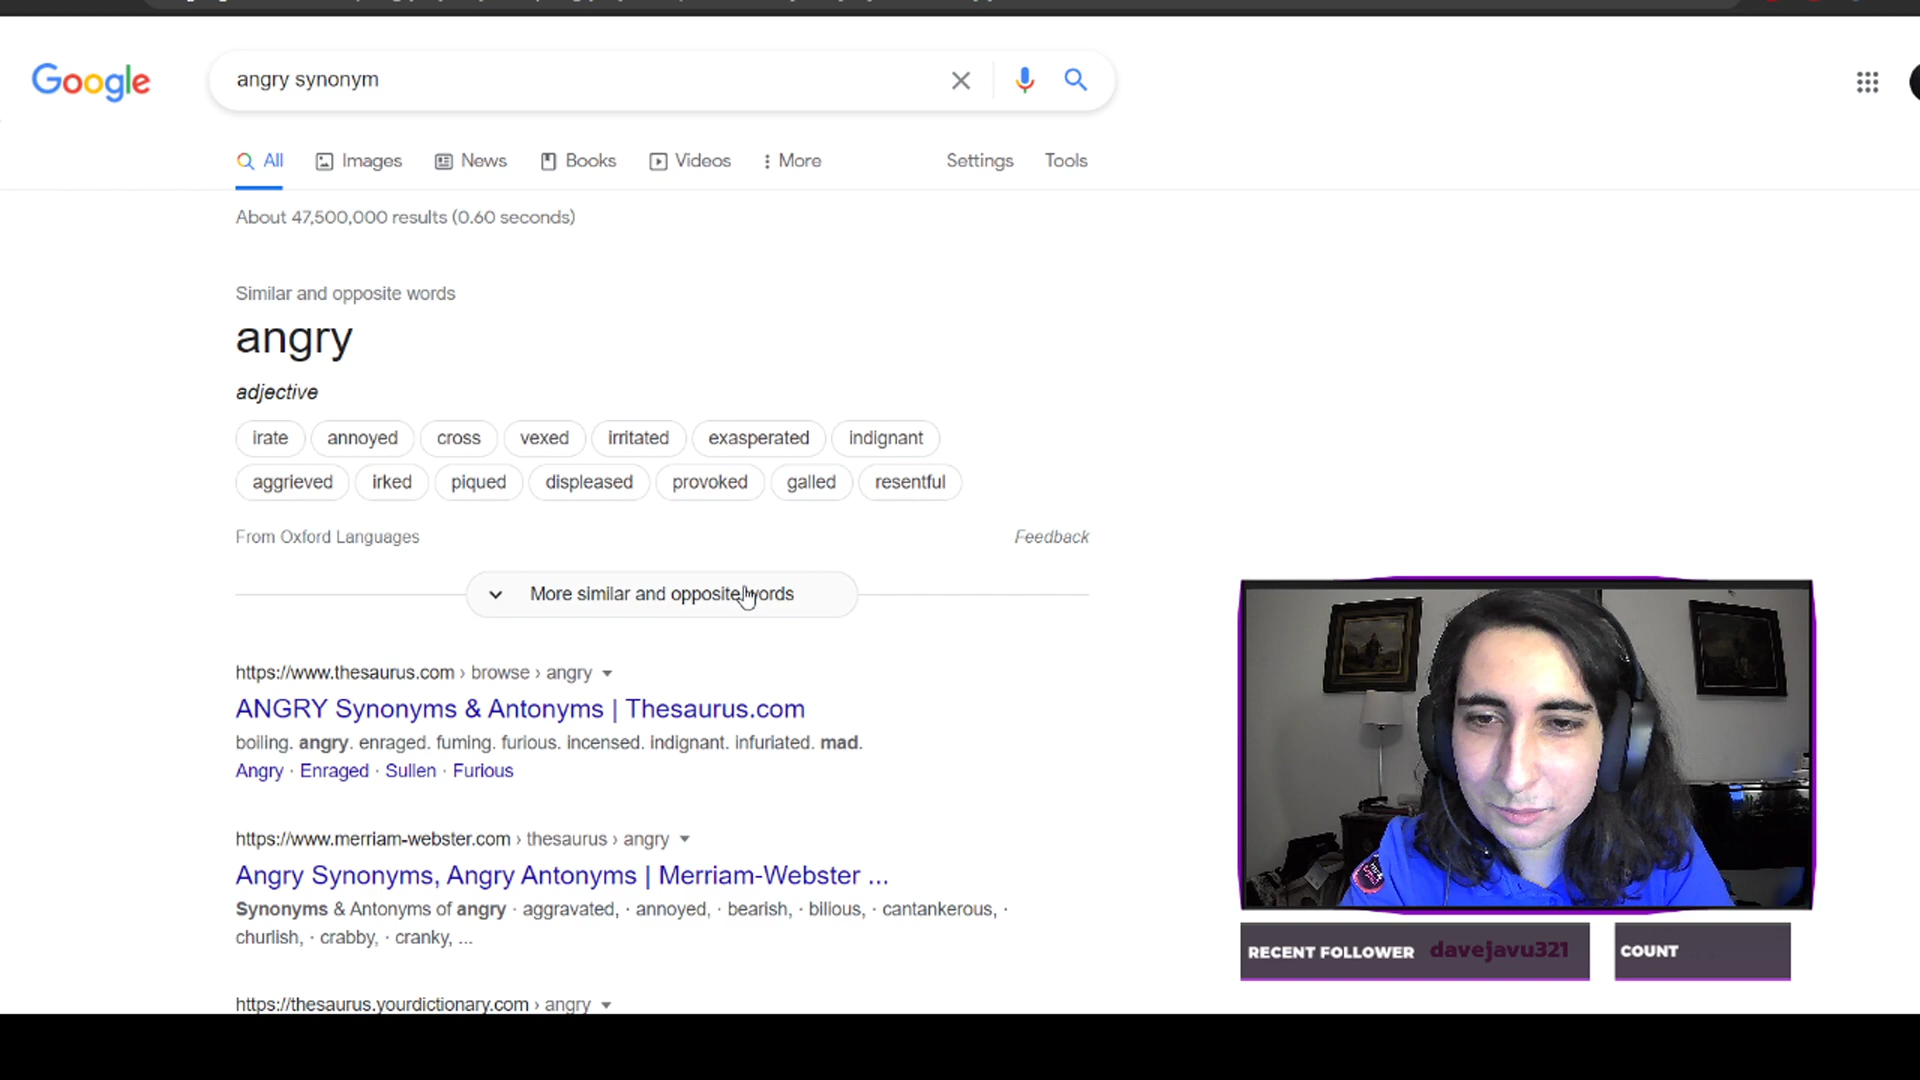 Google
angry synonym
All Images News Books Videos More Settings Tools
About 47,500,000 results (0.60 seconds)
Similar and opposite words
angry
adjective
irate annoyed cross vexed irritated exasperated indignant
aggrieved irked piqued displeased provoked galled resentful
From Oxford Languages Feedback
More similar and opposite words
https://www.thesaurus.com › browse › angry
ANGRY Synonyms & Antonyms | Thesaurus.com
boiling. angry. enraged. fuming. furious. incensed. indignant. infuriated. mad.
Angry · Enraged · Sullen · Furious
https://www.merriam-webster.com › thesaurus › angry
Angry Synonyms, Angry Antonyms | Merriam-Webster ...
Synonyms & Antonyms of angry · aggravated, · annoyed, · bearish, · bilious, · cantankerous, ·
churlish, · crabby, · cranky, ...
https://thesaurus.yourdictionary.com › angry
RECENT FOLLOWER davejavu321
COUNT